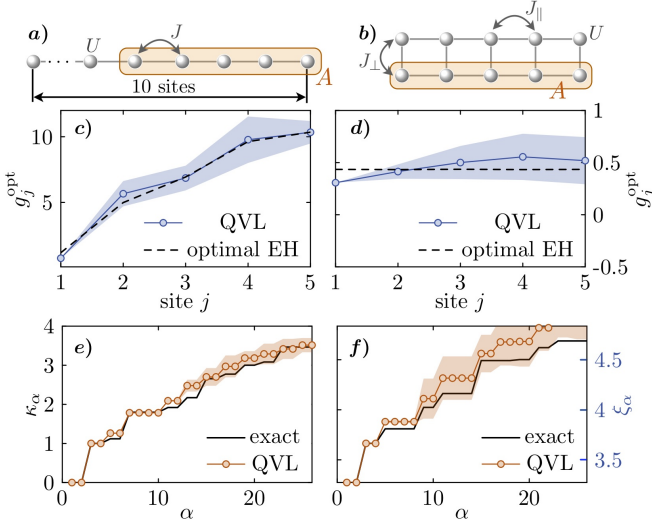 a) U J A
10 sites
b) J∥ U J⊥ A
c)
g_j^opt
10
5
QVL
optimal EH
1 2 3 4 5
site j
d)
1
0.5
0
-0.5
g_j^opt
QVL
optimal EH
1 2 3 4 5
site j
e)
κ_α
4
3
2
1
0
exact
QVL
0 10 20
α
f)
4.5
4
3.5
ξ_α
exact
QVL
0 10 20
α